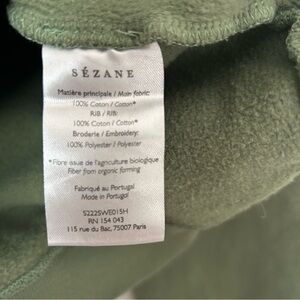 SÉZANE
Matière principale / Main fabric:
100% Coton / Cotton*
RIB / RIB:
100% Coton / Cotton*
Broderie / Embroidery:
100% Polyester / Polyester
*Fibre issue de l'agriculture biologique
Fiber from organic farming
Fabriqué au Portugal
Made in Portugal
S222SWE015H
RN 154 043
115 rue du Bac, 75007 Paris